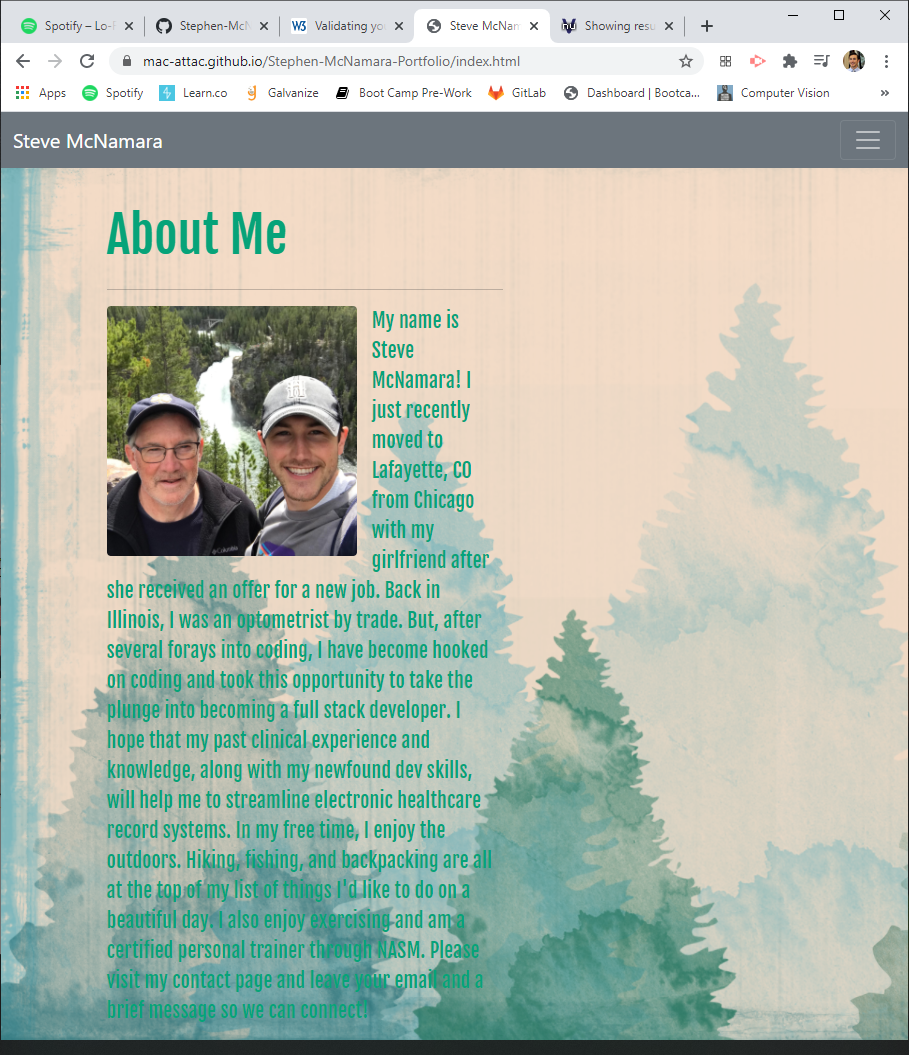 Spotify – Lo-F
Stephen-McN
Validating you
Steve McNam
Showing resu
mac-attac.github.io/Stephen-McNamara-Portfolio/index.html
Apps
Spotify
Learn.co
Galvanize
Boot Camp Pre-Work
GitLab
Dashboard | Bootca...
Computer Vision
»
Steve McNamara
About Me
My name is
Steve
McNamara! I
just recently
moved to
Lafayette, CO
from Chicago
with my
girlfriend after
she received an offer for a new job. Back in
Illinois, I was an optometrist by trade. But, after
several forays into coding, I have become hooked
on coding and took this opportunity to take the
plunge into becoming a full stack developer. I
hope that my past clinical experience and
knowledge, along with my newfound dev skills,
will help me to streamline electronic healthcare
record systems. In my free time, I enjoy the
outdoors. Hiking, fishing, and backpacking are all
at the top of my list of things I'd like to do on a
beautiful day. I also enjoy exercising and am a
certified personal trainer through NASM. Please
visit my contact page and leave your email and a
brief message so we can connect!